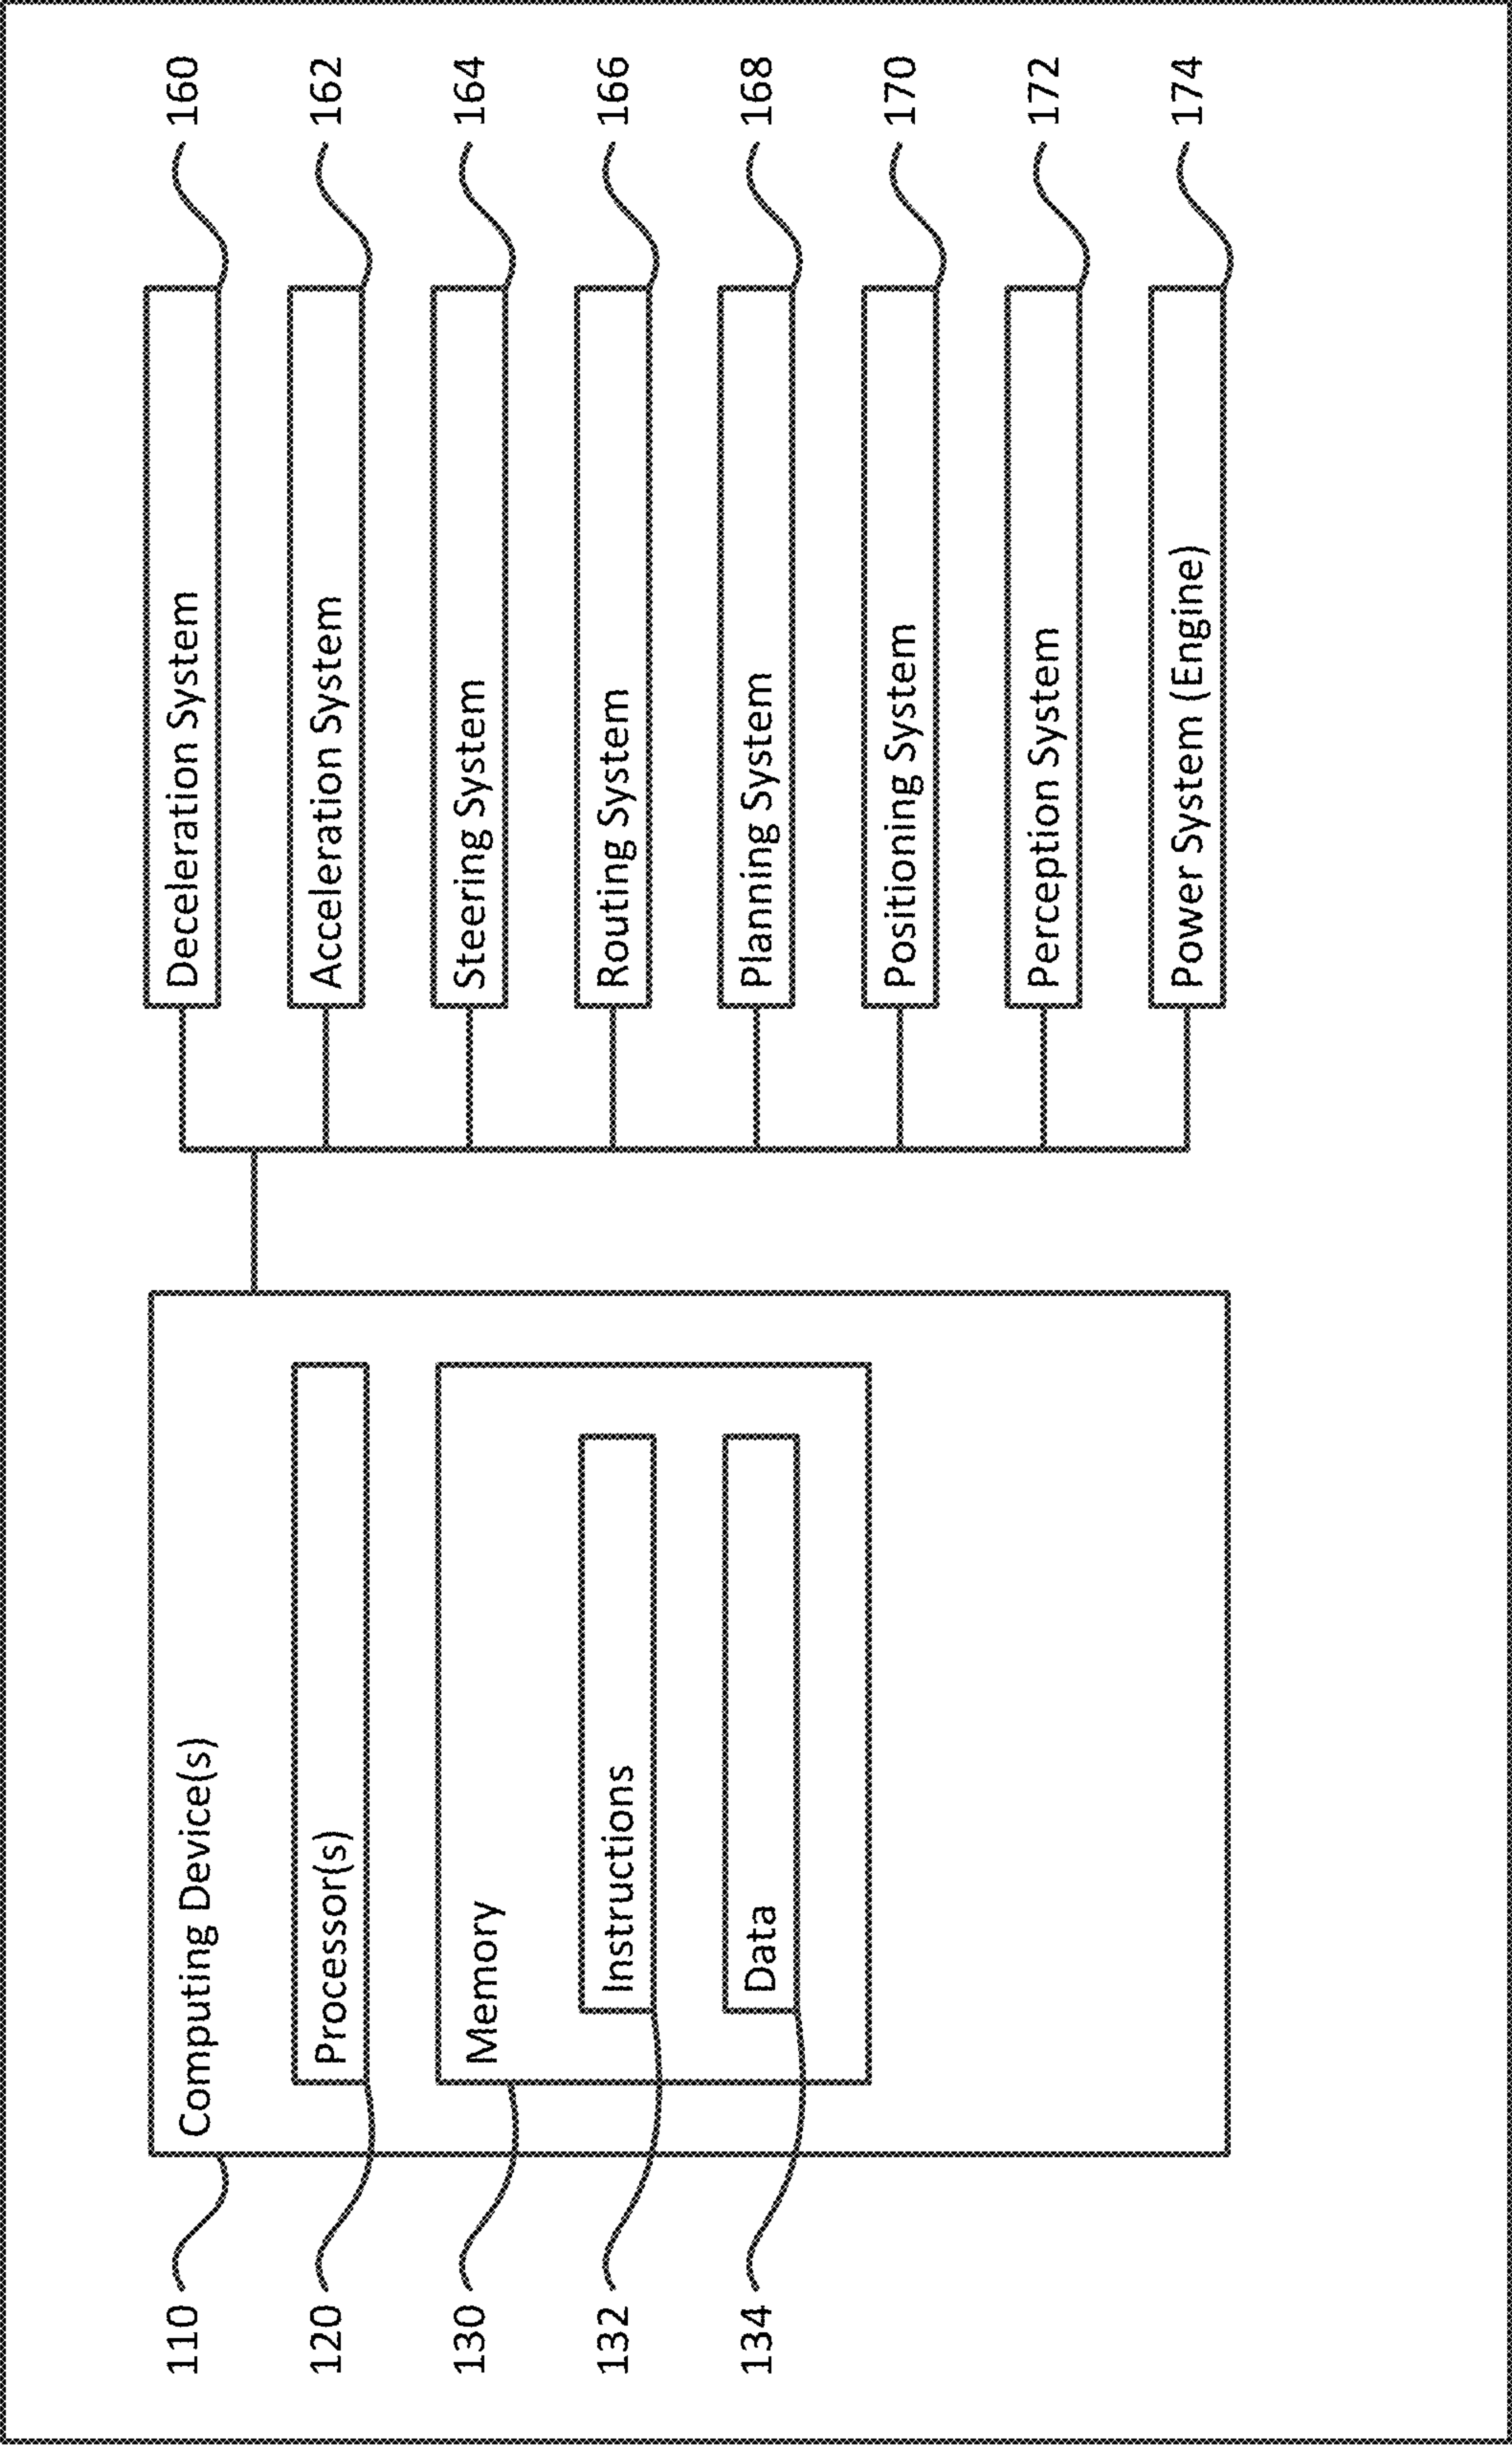 110
Computing Device(s)
120
Processor(s)
130
Memory
132
Instructions
134
Data
Deceleration System
160
Acceleration System
162
Steering System
164
Routing System
166
Planning System
168
Positioning System
170
Perception System
172
Power System (Engine)
174